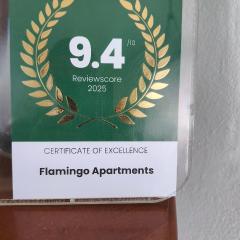 9.4 /10
Reviewscore
2025
CERTIFICATE OF EXCELLENCE
Flamingo Apartments